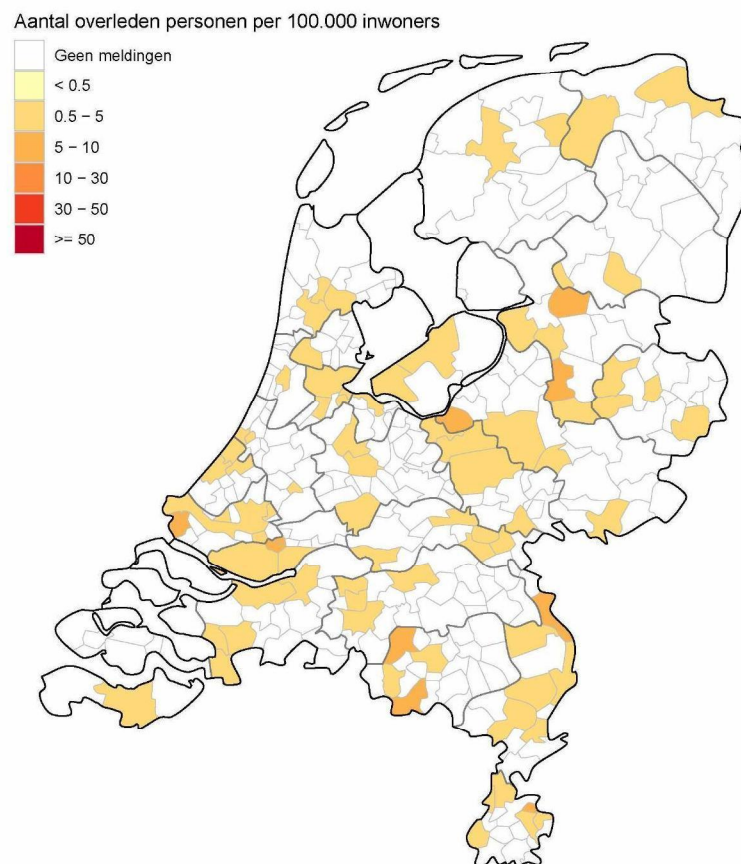 Aantal overleden personen per 100.000 inwoners
Geen meldingen
< 0.5
0.5 − 5
5 − 10
10 − 30
30 − 50
>= 50